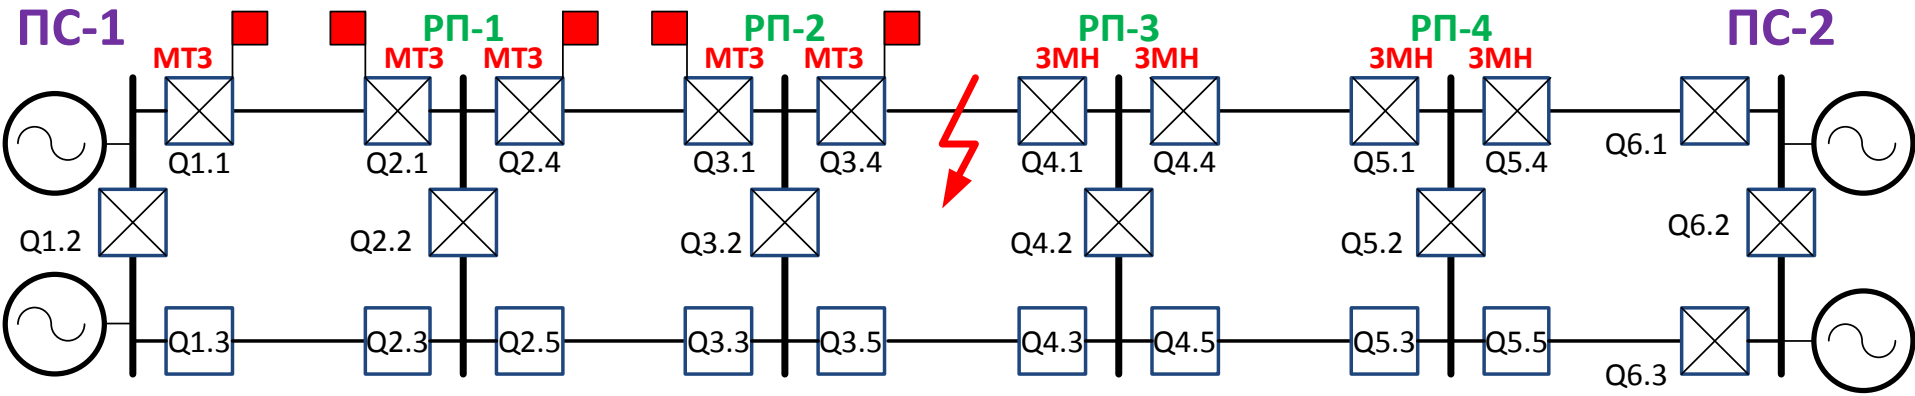 ПС-1 РП-1 РП-2 РП-3 РП-4 ПС-2
МТЗ МТЗ МТЗ МТЗ МТЗ ЗМН ЗМН ЗМН ЗМН
Q1.1 Q2.1 Q2.4 Q3.1 Q3.4 Q4.1 Q4.4 Q5.1 Q5.4 Q6.1
Q1.2 Q2.2 Q3.2 Q4.2 Q5.2 Q6.2
Q1.3 Q2.3 Q2.5 Q3.3 Q3.5 Q4.3 Q4.5 Q5.3 Q5.5 Q6.3